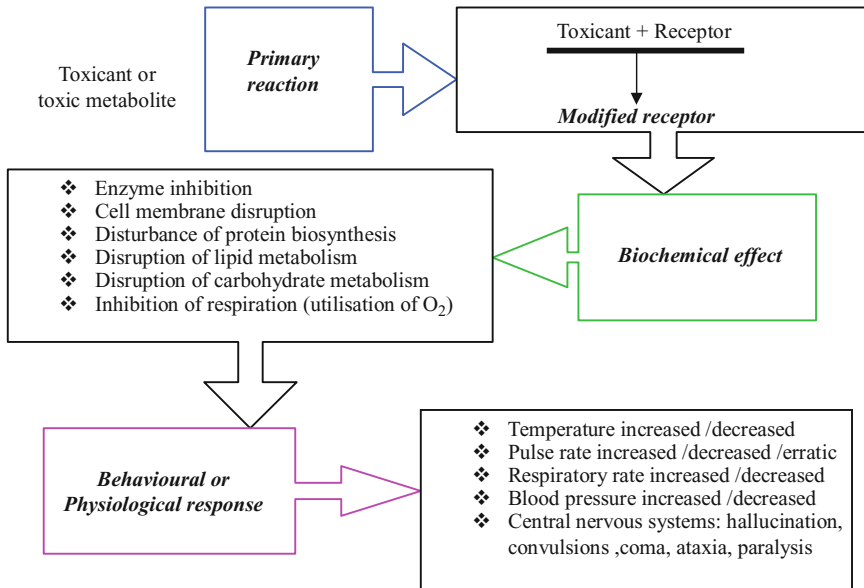 Toxicant or
toxic metabolite
Primary
reaction
Toxicant + Receptor
Modified receptor
❖ Enzyme inhibition
❖ Cell membrane disruption
❖ Disturbance of protein biosynthesis
❖ Disruption of lipid metabolism
❖ Disruption of carbohydrate metabolism
❖ Inhibition of respiration (utilisation of O₂)
Biochemical effect
Behavioural or
Physiological response
❖ Temperature increased /decreased
❖ Pulse rate increased /decreased /erratic
❖ Respiratory rate increased /decreased
❖ Blood pressure increased /decreased
❖ Central nervous systems: hallucination,
convulsions ,coma, ataxia, paralysis